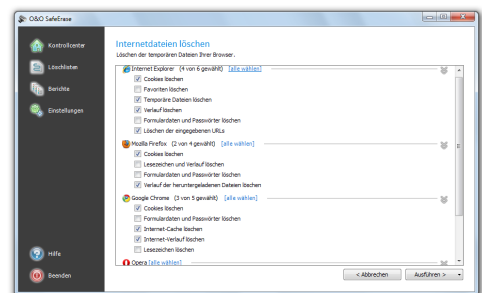 O&O SafeErase
Kontrollcenter
Löschlisten
Berichte
Einstellungen
Hilfe
Beenden
Internetdateien löschen
Löschen der temporären Dateien Ihrer Browser.
Internet Explorer (4 von 6 gewählt) [alle wählen]
Cookies löschen
Favoriten löschen
Temporäre Dateien löschen
Verlauf löschen
Formulardaten und Passwörter löschen
Löschen der eingegebenen URLs
Mozilla Firefox (2 von 4 gewählt) [alle wählen]
Cookies löschen
Lesezeichen und Verlauf löschen
Formulardaten und Passwörter löschen
Verlauf der heruntergeladenen Dateien löschen
Google Chrome (3 von 5 gewählt) [alle wählen]
Cookies löschen
Formulardaten und Passwörter löschen
Internet-Cache löschen
Internet-Verlauf löschen
Lesezeichen löschen
Opera [alle wählen]
< Abbrechen
Ausführen >